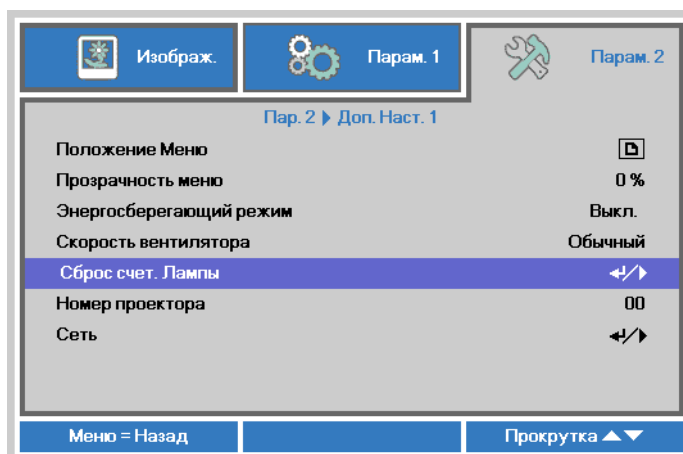 Изображ. Парам. 1 Парам. 2
Пар. 2 Доп. Наст. 1
Положение Меню
Прозрачность меню 0 %
Энергосберегающий режим Выкл.
Скорость вентилятора Обычный
Сброс счет. Лампы
Номер проектора 00
Сеть
Меню = Назад Прокрутка